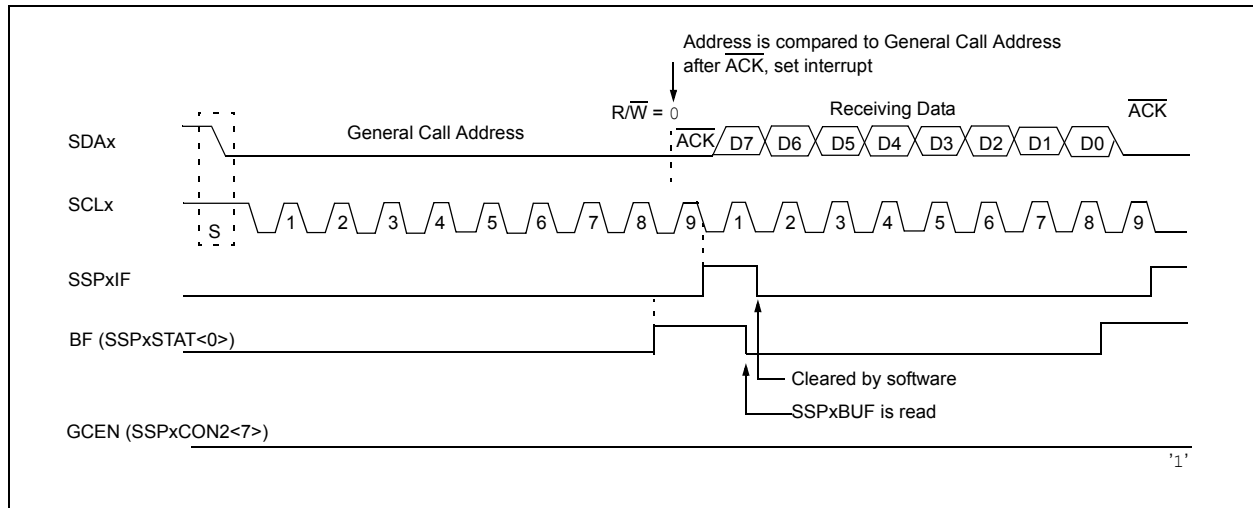 Address is compared to General Call Address
after ACK, set interrupt
R/W = 0
Receiving Data
ACK
General Call Address
SDAx
ACK D7 D6 D5 D4 D3 D2 D1 D0
SCLx
S 1 2 3 4 5 6 7 8 9 1 2 3 4 5 6 7 8 9
SSPxIF
BF (SSPxSTAT<0>)
Cleared by software
SSPxBUF is read
GCEN (SSPxCON2<7>)
'1'